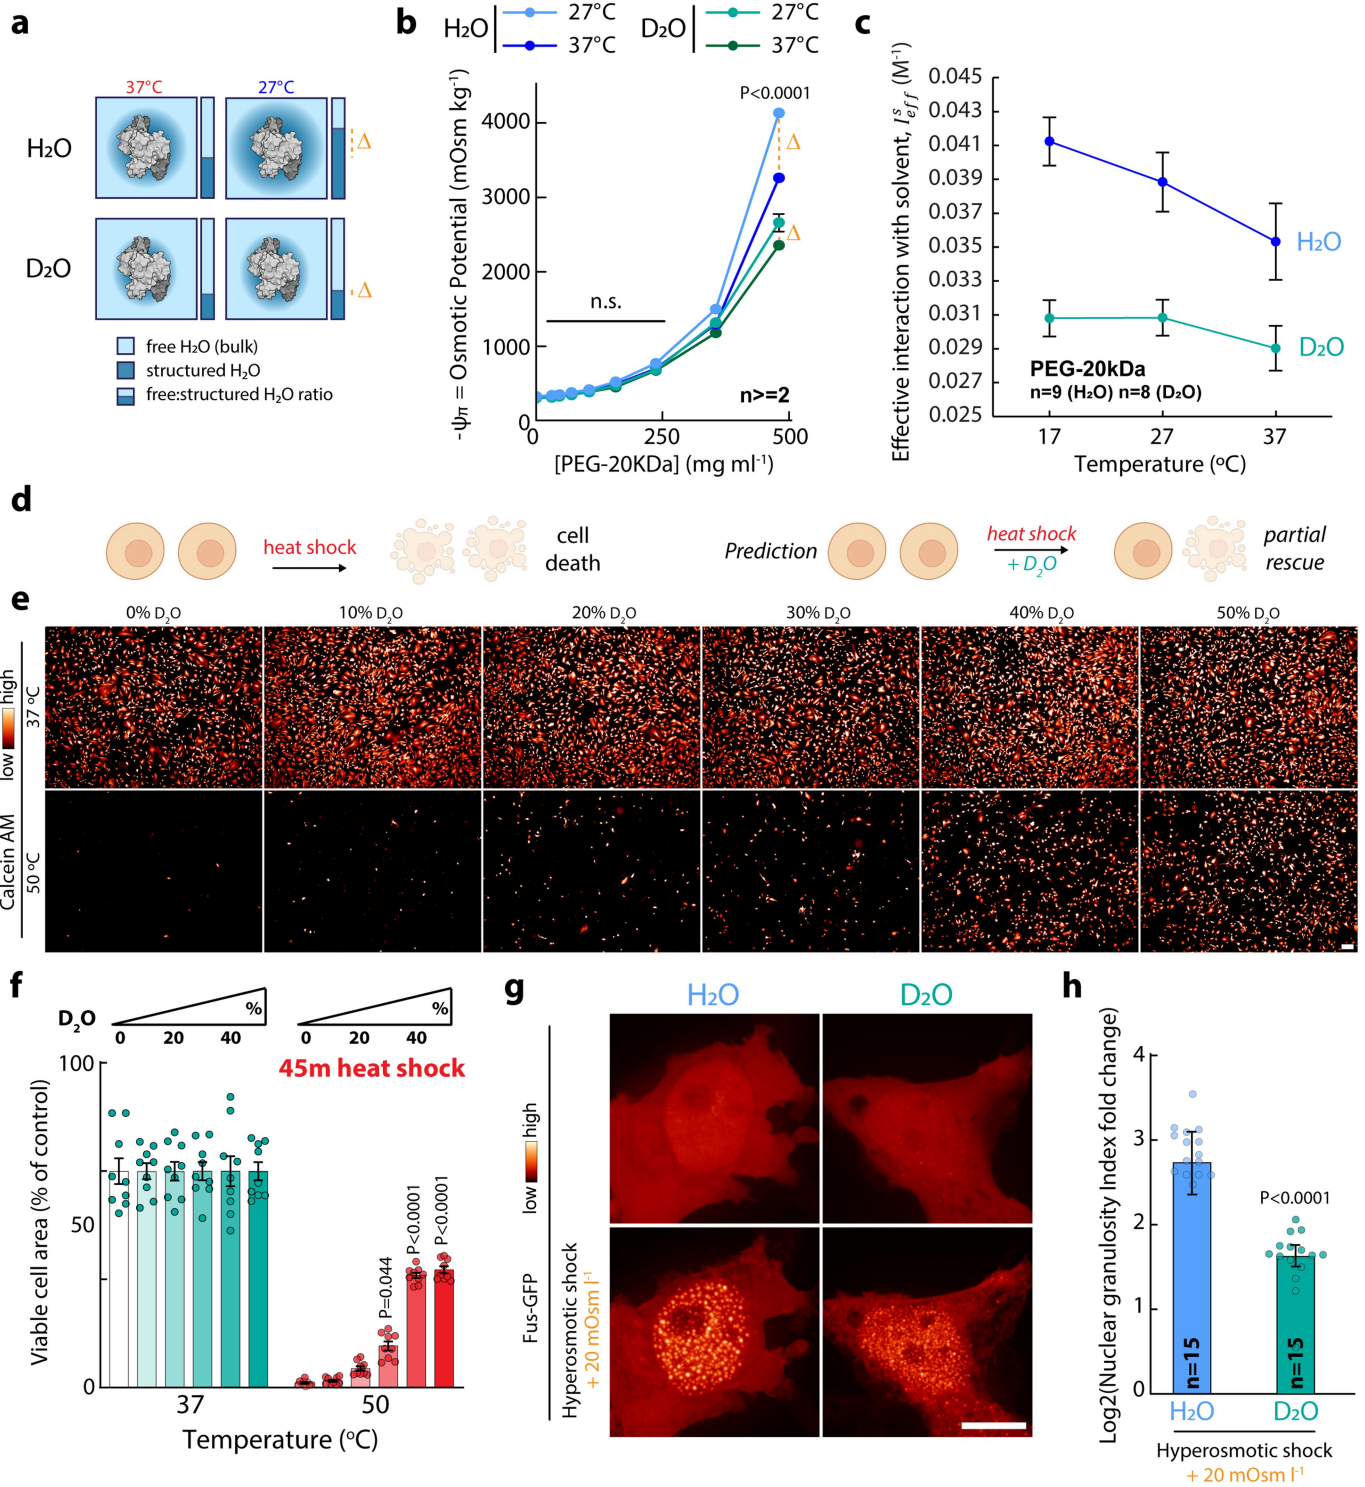 a
37°C
27°C
H₂O
Δ
D₂O
Δ
free H₂O (bulk)
structured H₂O
free:structured H₂O ratio
b
H₂O
27°C
37°C
D₂O
27°C
37°C
-ψπ = Osmotic Potential (mOsm kg⁻¹)
4000
3000
2000
1000
0
P<0.0001
Δ
Δ
n.s.
n>=2
0
250
500
[PEG-20KDa] (mg ml⁻¹)
c
Effective interaction with solvent, Iˢeff (M⁻¹)
0.045
0.043
0.041
0.039
0.037
0.035
0.033
0.031
0.029
0.027
0.025
H₂O
D₂O
PEG-20kDa
n=9 (H₂O) n=8 (D₂O)
17
27
37
Temperature (ºC)
d
heat shock
cell
death
Prediction
heat shock
+ D₂O
partial
rescue
e
0% D₂O
10% D₂O
20% D₂O
30% D₂O
40% D₂O
50% D₂O
low
high
37 ºC
Calcein AM
50 ºC
f
D₂O
%
0
20
40
%
0
20
40
45m heat shock
Viable cell area (% of control)
100
50
0
P=0.044
P<0.0001
P<0.0001
37
50
Temperature (ºC)
g
H₂O
D₂O
low
high
Fus-GFP
Hyperosmotic shock
+ 20 mOsm l⁻¹
h
Log2(Nuclear granulosity Index fold change)
4
3
2
1
0
P<0.0001
n=15
n=15
H₂O
D₂O
Hyperosmotic shock
+ 20 mOsm l⁻¹